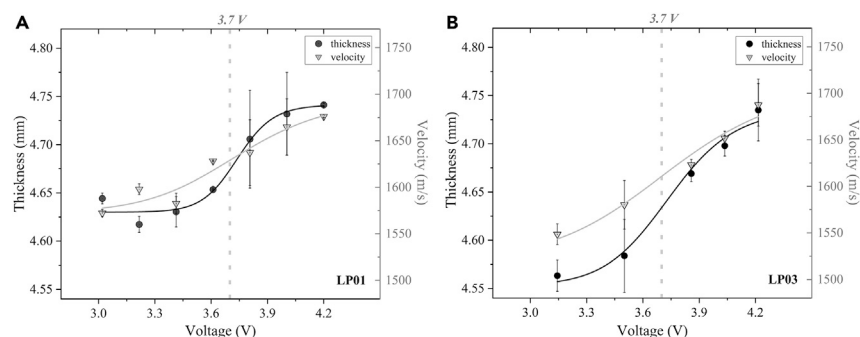 A
3.7 V
thickness
velocity
4.80
4.75
4.70
4.65
4.60
4.55
Thickness (mm)
1750
1700
1650
1600
1550
1500
Velocity (m/s)
LP01
3.0 3.3 3.6 3.9 4.2
Voltage (V)
B
3.7 V
thickness
velocity
4.80
4.75
4.70
4.65
4.60
4.55
Thickness (mm)
1750
1700
1650
1600
1550
1500
Velocity (m/s)
LP03
3.0 3.3 3.6 3.9 4.2
Voltage (V)